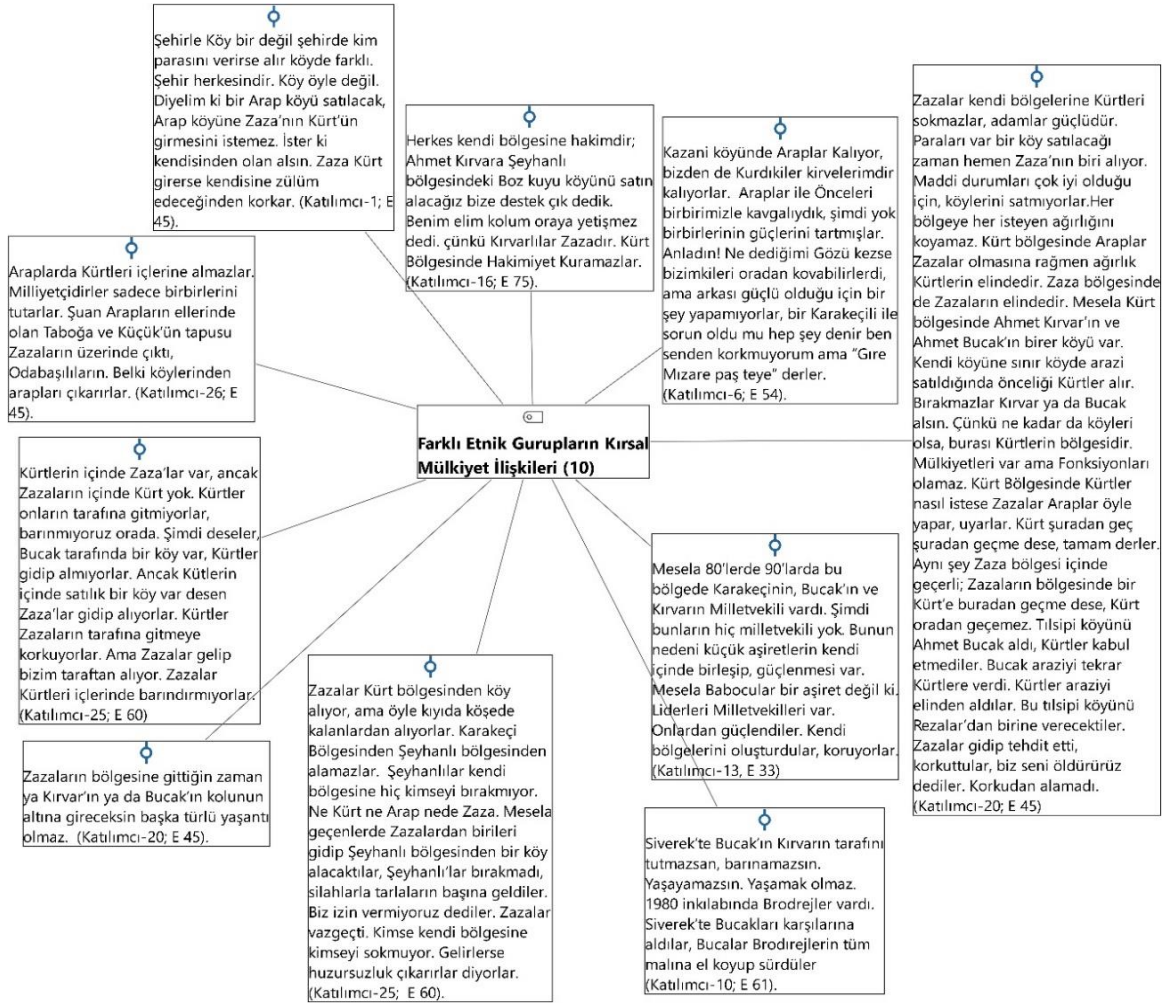 Şehirle Köy bir değil şehirde kim
parasını verirse alır köyde farklı.
Şehir herkesindir. Köy öyle değil.
Diyelim ki bir Arap köyü satılacak,
Arap köyüne Zaza'nın Kürt'ün
girmesini istemez. İster ki
kendisinden olan alsın. Zaza Kürt
girerse kendisine zülüm
edeceğinden korkar. (Katılımcı-1; E
45).
Herkes kendi bölgesine hakimdir;
Ahmet Kırvara Şeyhanlı
bölgesindeki Boz kuyu köyünü satın
alacağız bize destek çık dedik.
Benim elim kolum oraya yetişmez
dedi. çünkü Kırvarlılar Zazadır. Kürt
Bölgesinde Hakimiyet Kuramazlar.
(Katılımcı-16; E 75).
Kazani köyünde Araplar Kalıyor,
bizden de Kurdıkiler kirvelerimdir
kalıyorlar.  Araplar ile Önceleri
birbirimizle kavgalıydık, şimdi yok
birbirlerinin güçlerini tartmışlar.
Anladın! Ne dediğimi Gözü kezse
bizimkileri oradan kovabilirlerdi,
ama arkası güçlü olduğu için bir
şey yapamıyorlar, bir Karakeçili ile
sorun oldu mu hep şey denir ben
senden korkmuyorum ama "Gıre
Mızare paş teye" derler.
(Katılımcı-6; E 54).
Zazalar kendi bölgelerine Kürtleri
sokmazlar, adamlar güçlüdür.
Paraları var bir köy satılacağı
zaman hemen Zaza'nın biri alıyor.
Maddi durumları çok iyi olduğu
için, köylerini satmıyorlar.Her
bölgeye her isteyen ağırlığını
koyamaz. Kürt bölgesinde Araplar
Zazalar olmasına rağmen ağırlık
Kürtlerin elindedir. Zaza bölgesinde
de Zazaların elindedir. Mesela Kürt
bölgesinde Ahmet Kırvar'ın ve
Ahmet Bucak'ın birer köyü var.
Kendi köyüne sınır köyde arazi
satıldığında önceliği Kürtler alır.
Bırakmazlar Kırvar ya da Bucak
alsın. Çünkü ne kadar da köyleri
olsa, burası Kürtlerin bölgesidir.
Mülkiyetleri var ama Fonksiyonları
olamaz. Kürt Bölgesinde Kürtler
nasıl istese Zazalar Araplar öyle
yapar, uyarlar. Kürt şuradan geç
şuradan geçme dese, tamam derler.
Aynı şey Zaza bölgesi içinde
geçerli; Zazaların bölgesinde bir
Kürt'e buradan geçme dese, Kürt
oradan geçemez. Tılsipi köyünü
Ahmet Bucak aldı, Kürtler kabul
etmediler. Bucak araziyi tekrar
Kürtlere verdi. Kürtler araziyi
elinden aldılar. Bu tılsipi köyünü
Rezalar'dan birine verecektiler.
Zazalar gidip tehdit etti,
korkuttular, biz seni öldürürüz
dediler. Korkudan alamadı.
(Katılımcı-20; E 45)
Araplarda Kürtleri içlerine almazlar.
Milliyetçidirler sadece birbirlerini
tutarlar. Şuan Arapların ellerinde
olan Taboğa ve Küçük'ün tapusu
Zazaların üzerinde çıktı,
Odabaşılıların. Belki köylerinden
arapları çıkarırlar. (Katılımcı-26; E
45).
Farklı Etnik Gurupların Kırsal
Mülkiyet İlişkileri (10)
Kürtlerin içinde Zaza'lar var, ancak
Zazaların içinde Kürt yok. Kürtler
onların tarafına gitmiyorlar,
barınmıyoruz orada. Şimdi deseler,
Bucak tarafında bir köy var, Kürtler
gidip almıyorlar. Ancak Kütlerin
içinde satılık bir köy var desen
Zaza'lar gidip alıyorlar. Kürtler
Zazaların tarafına gitmeye
korkuyorlar. Ama Zazalar gelip
bizim taraftan alıyor. Zazalar
Kürtleri içlerinde barındırmıyorlar.
(Katılımcı-25; E 60)
Zazaların bölgesine gittiğin zaman
ya Kırvar'ın ya da Bucak'ın kolunun
altına gireceksin başka türlü yaşantı
olmaz.  (Katılımcı-20; E 45).
Zazalar Kürt bölgesinden köy
alıyor, ama öyle kıyıda köşede
kalanlardan alıyorlar. Karakeçi
Bölgesinden Şeyhanlı bölgesinden
alamazlar.  Şeyhanlılar kendi
bölgesine hiç kimseyi bırakmıyor.
Ne Kürt ne Arap nede Zaza. Mesela
geçenlerde Zazalardan birileri
gidip Şeyhanlı bölgesinden bir köy
alacaktılar, Şeyhanlı'lar bırakmadı,
silahlarla tarlaların başına geldiler.
Biz izin vermiyoruz dediler. Zazalar
vazgeçti. Kimse kendi bölgesine
kimseyi sokmuyor. Gelirlerse
huzursuzluk çıkarırlar diyorlar.
(Katılımcı-25;  E 60).
Mesela 80'lerde 90'larda bu
bölgede Karakeçinin, Bucak'ın ve
Kırvarın Milletvekili vardı. Şimdi
bunların hiç milletvekili yok. Bunun
nedeni küçük aşiretlerin kendi
içinde birleşip, güçlenmesi var.
Mesela Babocular bir aşiret değil ki.
Liderleri Milletvekilleri var.
Onlardan güçlendiler. Kendi
bölgelerini oluşturdular, koruyorlar.
(Katılımcı-13, E 33)
Siverek'te Bucak'ın Kırvarın tarafını
tutmazsan, barınamazsın.
Yaşayamazsın. Yaşamak olmaz.
1980 inkılabında Brodrejler vardı.
Siverek'te Bucakları karşılarına
aldılar, Bucalar Brodırejlerin tüm
malına el koyup sürdüler
(Katılımcı-10; E 61).